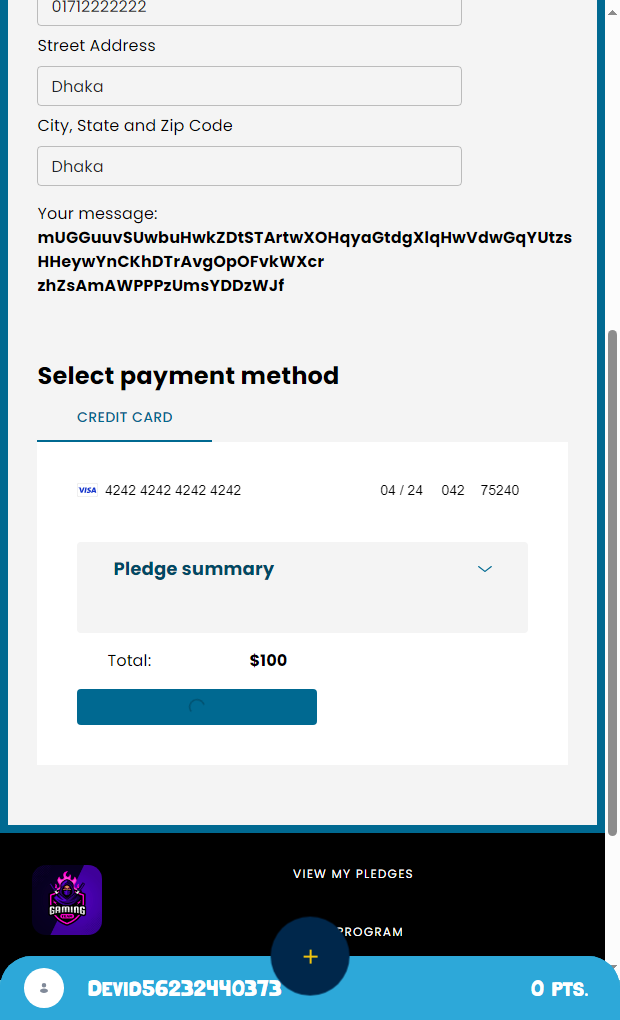 01712222222
Street Address
Dhaka
City, State and Zip Code
Dhaka
Your message:
mUGGuuvSUwbuHwkZDtSTArtwXOHqyaGtdgXlqHwVdwGqYUtzs
HHeywYnCKhDTrAvgOpOFvkWXcr
zhZsAmAWPPPzUmsYDDzWJf
Select payment method
CREDIT CARD
VISA 4242 4242 4242 4242 04 / 24 042 75240
Pledge summary
Total: $100
VIEW MY PLEDGES
GAMING
PROGRAM
+
Devid56232440373 0 PTS.